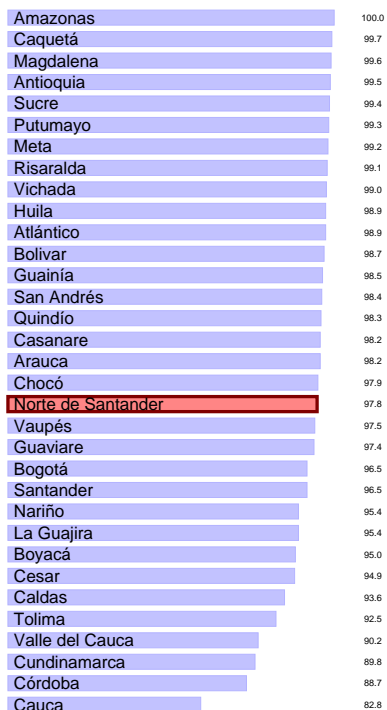 Amazonas 100.0
Caquetá 99.7
Magdalena 99.6
Antioquia 99.5
Sucre 99.4
Putumayo 99.3
Meta 99.2
Risaralda 99.1
Vichada 99.0
Huila 98.9
Atlántico 98.9
Bolivar 98.7
Guainía 98.5
San Andrés 98.4
Quindío 98.3
Casanare 98.2
Arauca 98.2
Chocó 97.9
Norte de Santander 97.8
Vaupés 97.5
Guaviare 97.4
Bogotá 96.5
Santander 96.5
Nariño 95.4
La Guajira 95.4
Boyacá 95.0
Cesar 94.9
Caldas 93.6
Tolima 92.5
Valle del Cauca 90.2
Cundinamarca 89.8
Córdoba 88.7
Cauca 82.8